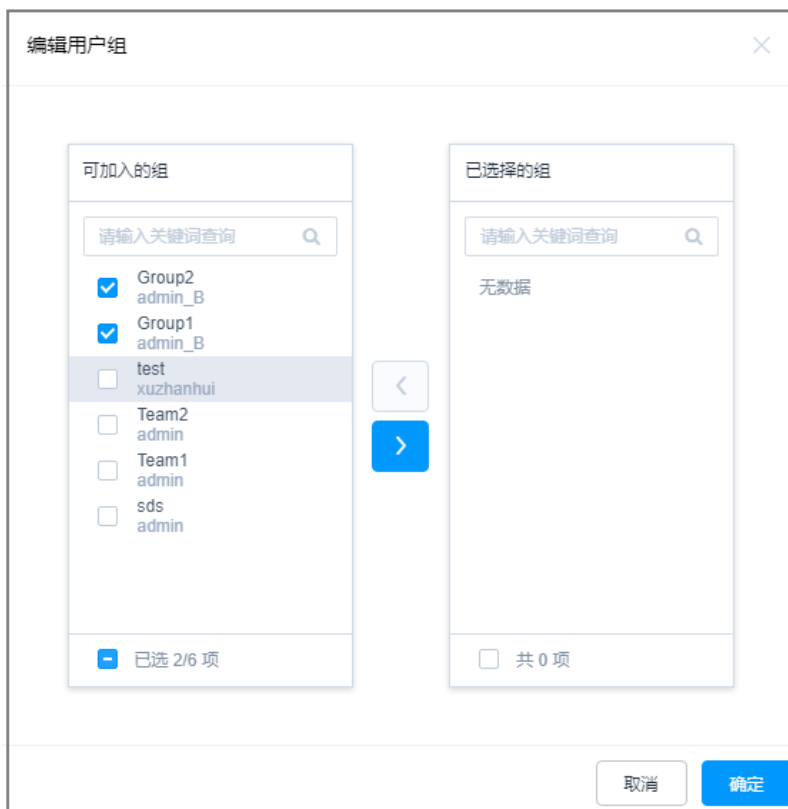 编辑用户组
可加入的组
请输入关键词查询
Group2
admin_B
Group1
admin_B
test
xuzhanhui
Team2
admin
Team1
admin
sds
admin
已选 2/6 项
已选择的组
请输入关键词查询
无数据
共 0 项
取消
确定